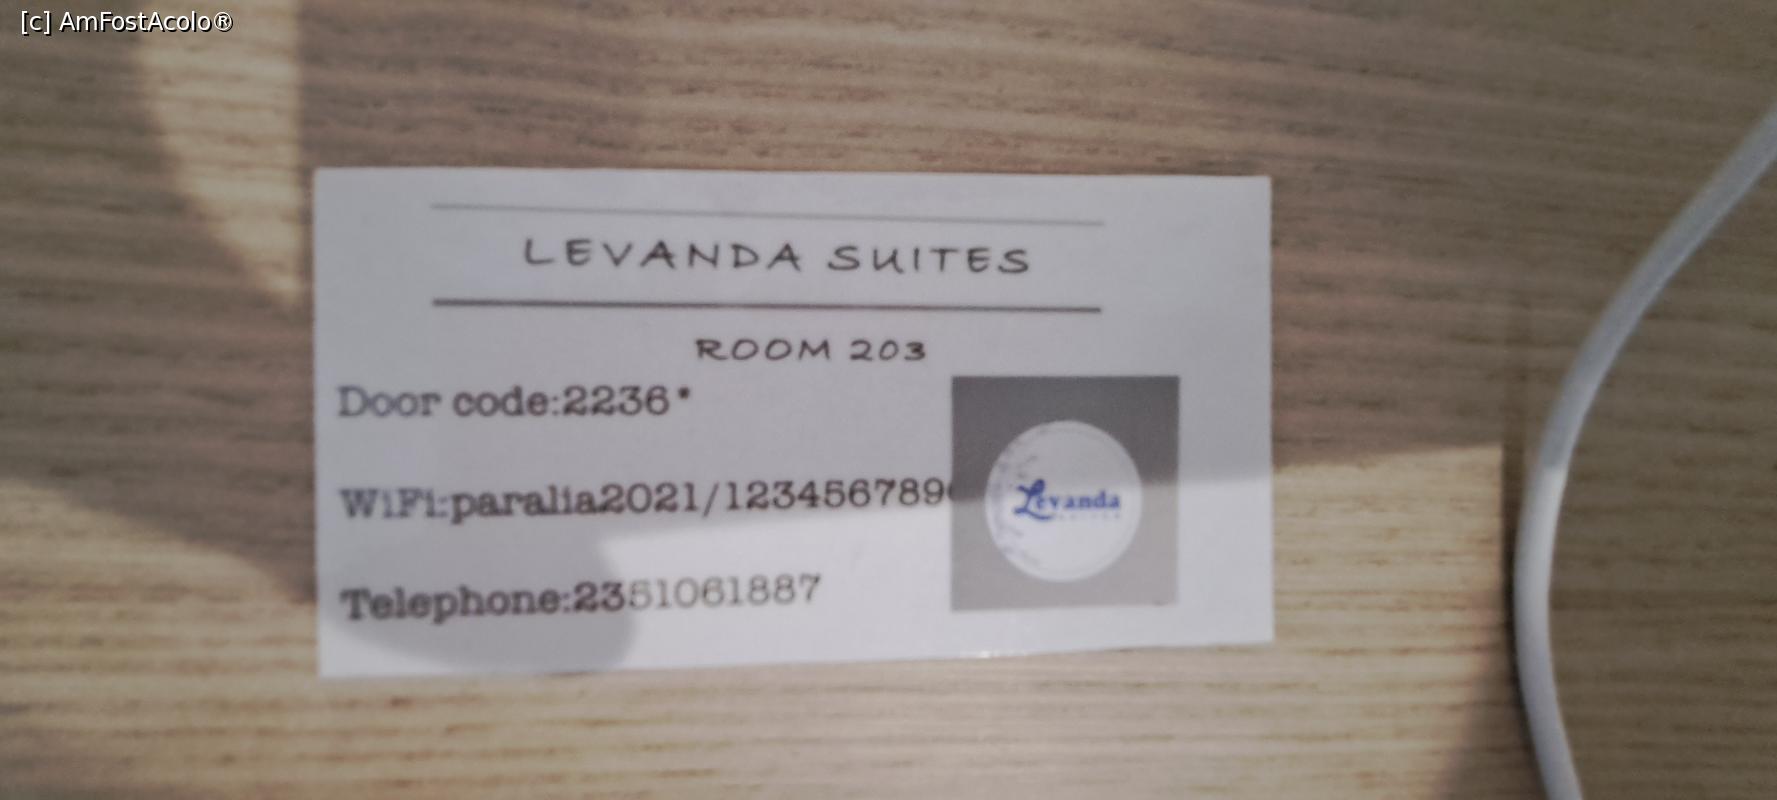 [c] AmFostAcolo®
LEVANDA SUITES
ROOM 203
Door code:2236*
WiFi:paralia2021/123456789
Telephone:2351061887
Levanda